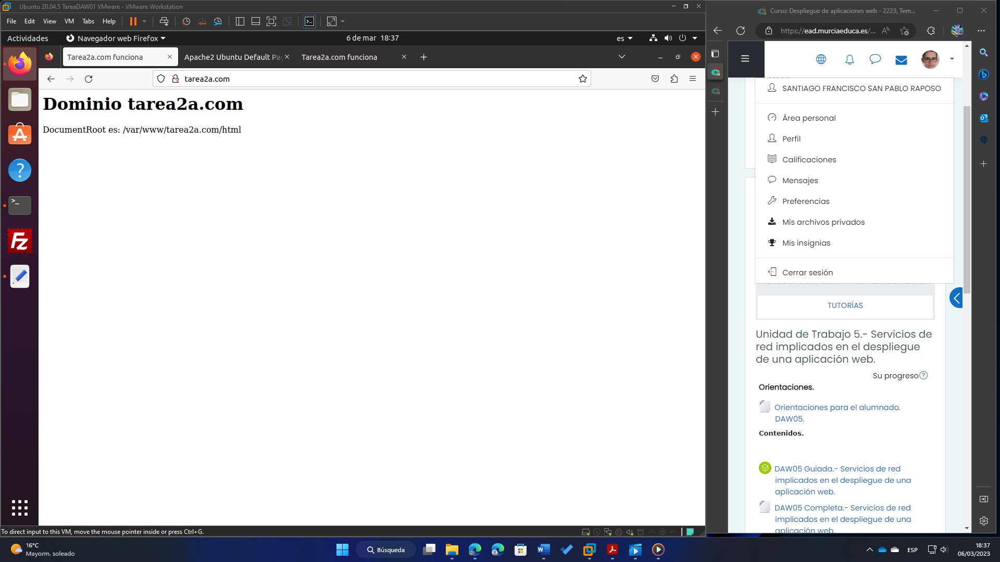 Ubuntu 20.04.5 TareaDAW01 VMware - VMware Workstation
File Edit View VM Tabs Help
Actividades
Navegador web Firefox
6 de mar 18:37
es
Tarea2a.com funciona
Apache2 Ubuntu Default Pag
Tarea2a.com funciona
tarea2a.com
Dominio tarea2a.com
DocumentRoot es: /var/www/tarea2a.com/html
To direct input to this VM, move the mouse pointer inside or press Ctrl+G.
Curso: Despliegue de aplicaciones web - 2223, Tem...
https://ead.murciaeduca.es/...
SANTIAGO FRANCISCO SAN PABLO RAPOSO
Área personal
Perfil
Calificaciones
Mensajes
Preferencias
Mis archivos privados
Mis insignias
Cerrar sesión
TUTORÍAS
Unidad de Trabajo 5.- Servicios de
red implicados en el despliegue
de una aplicación web.
Su progreso
Orientaciones.
Orientaciones para el alumnado.
DAW05.
Contenidos.
DAW05 Guiada.- Servicios de red
implicados en el despliegue de una
aplicación web.
DAW05 Completa.- Servicios de red
implicados en el despliegue de una
aplicación web.
16°C
Mayorm. soleado
Búsqueda
ESP
18:37
06/03/2023